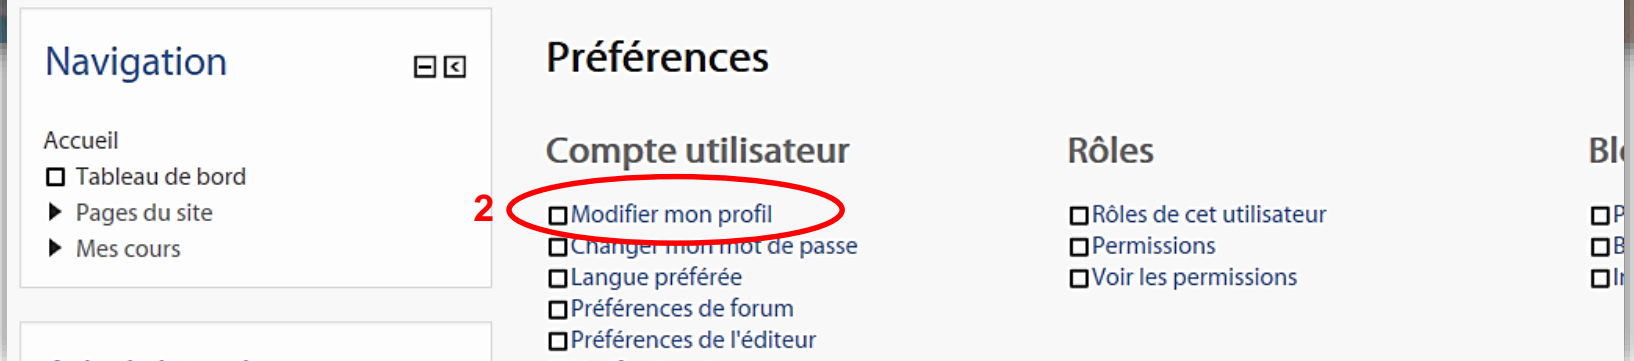 Navigation
Accueil
Tableau de bord
Pages du site
Mes cours
Préférences
Compte utilisateur
2
Modifier mon profil
Changer mon mot de passe
Langue préférée
Préférences de forum
Préférences de l'éditeur
Rôles
Rôles de cet utilisateur
Permissions
Voir les permissions